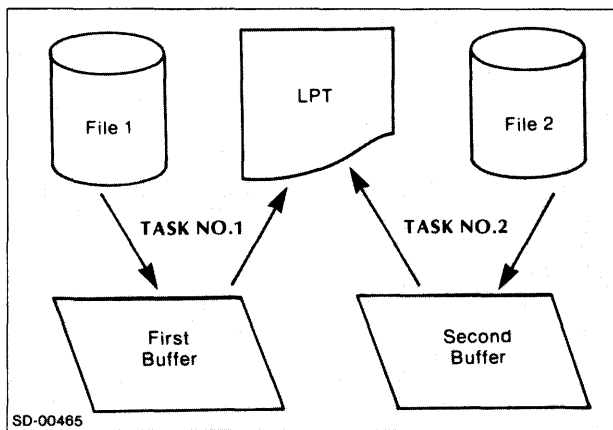 File 1
LPT
File 2
TASK NO.1
TASK NO.2
First
Buffer
Second
Buffer
SD-00465